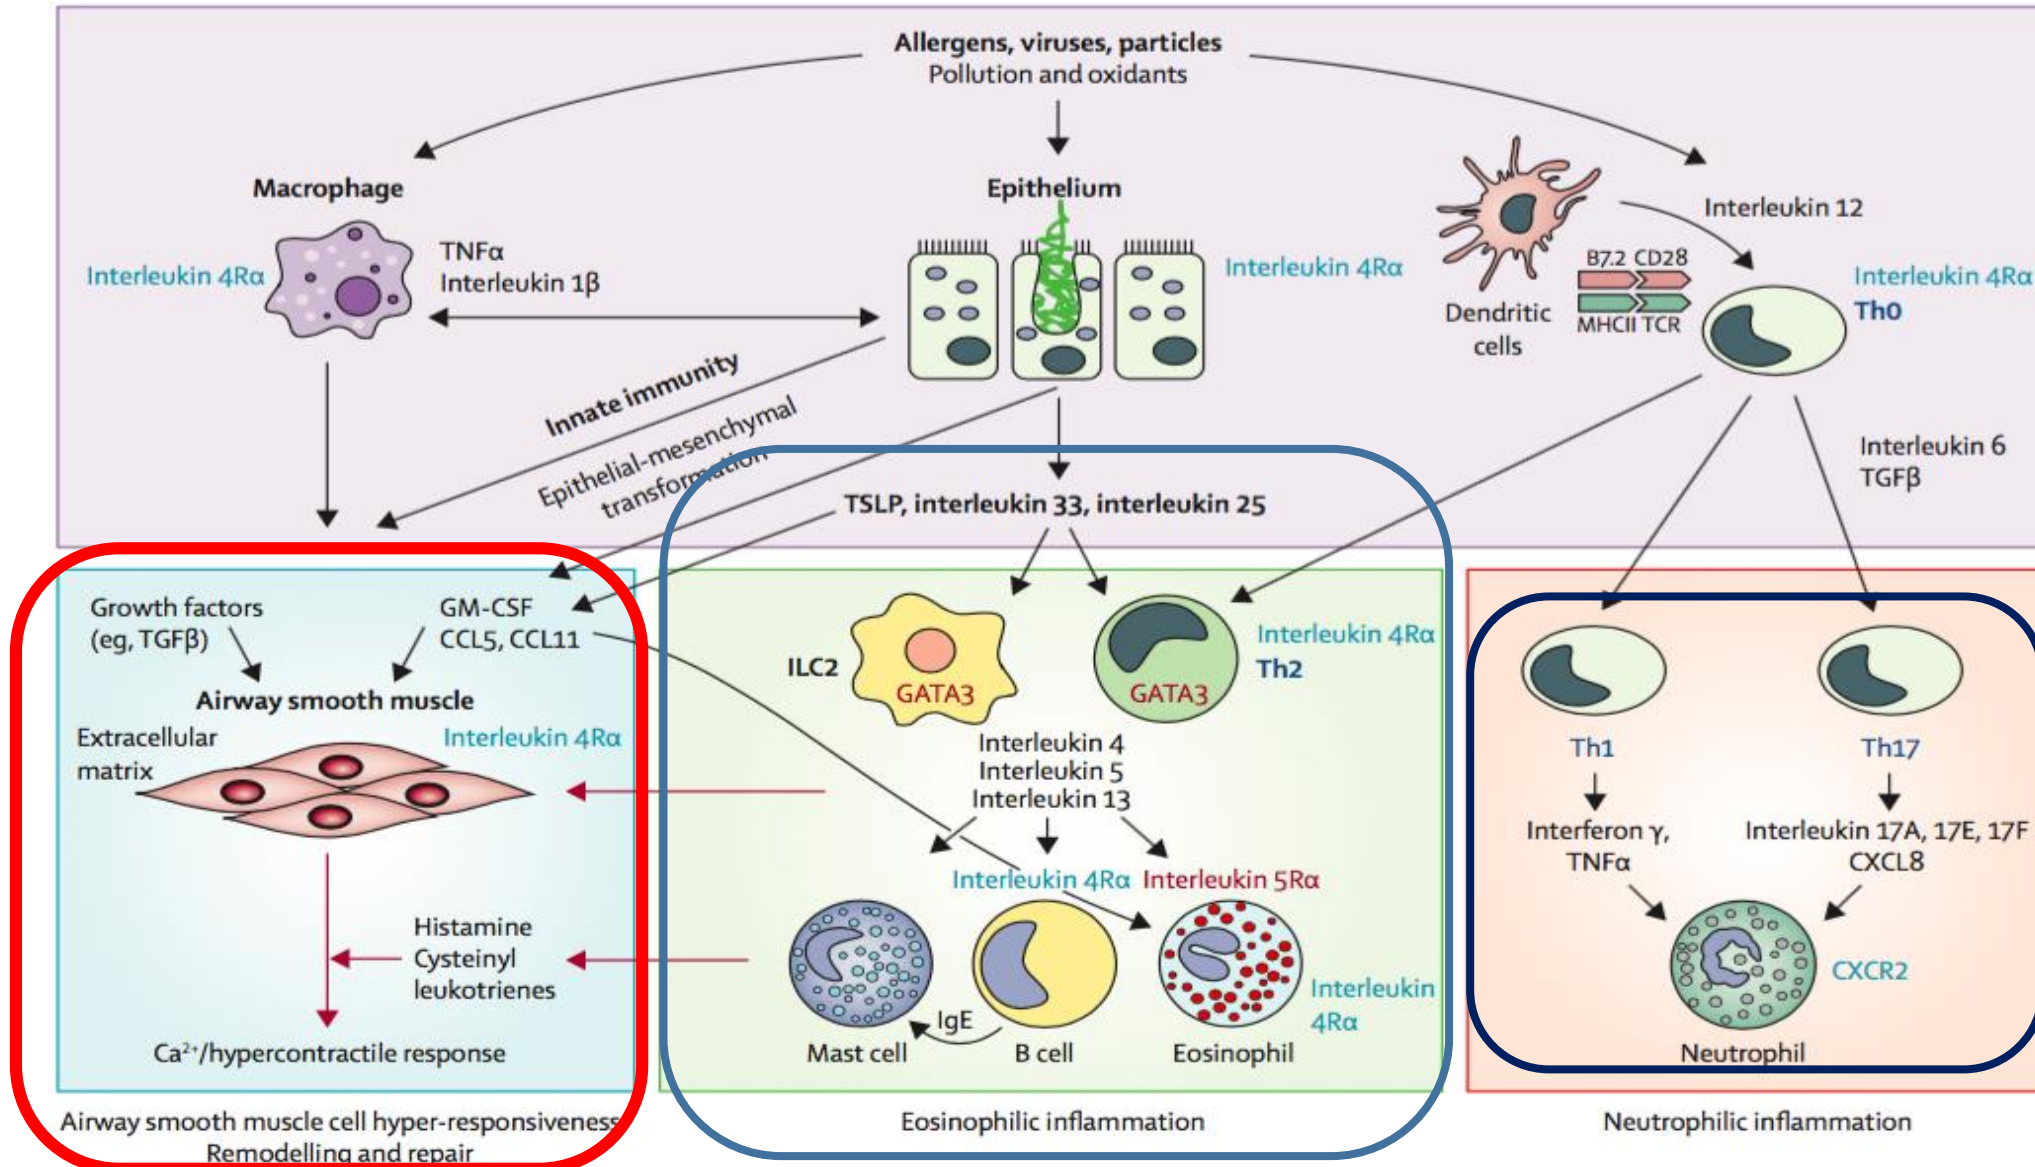 Allergens, viruses, particles
Pollution and oxidants
Macrophage
Interleukin 4Rα
TNFα
Interleukin 1β
Epithelium
Interleukin 4Rα
Interleukin 12
B7.2 CD28
MHCII TCR
Dendritic
cells
Interleukin 4Rα
Th0
Innate immunity
Epithelial-mesenchymal
transformation
Interleukin 6
TGFβ
TSLP, interleukin 33, interleukin 25
Growth factors
(eg, TGFβ)
GM-CSF
CCL5, CCL11
Airway smooth muscle
Extracellular
matrix
Interleukin 4Rα
Histamine
Cysteinyl
leukotrienes
Ca²⁺/hypercontractile response
Airway smooth muscle cell hyper-responsiveness
Remodelling and repair
ILC2
GATA3
GATA3
Interleukin 4Rα
Th2
Interleukin 4
Interleukin 5
Interleukin 13
Interleukin 4Rα
Interleukin 5Rα
IgE
Interleukin
4Rα
Mast cell
B cell
Eosinophil
Eosinophilic inflammation
Th1
Th17
Interferon γ,
TNFα
Interleukin 17A, 17E, 17F
CXCL8
CXCR2
Neutrophil
Neutrophilic inflammation